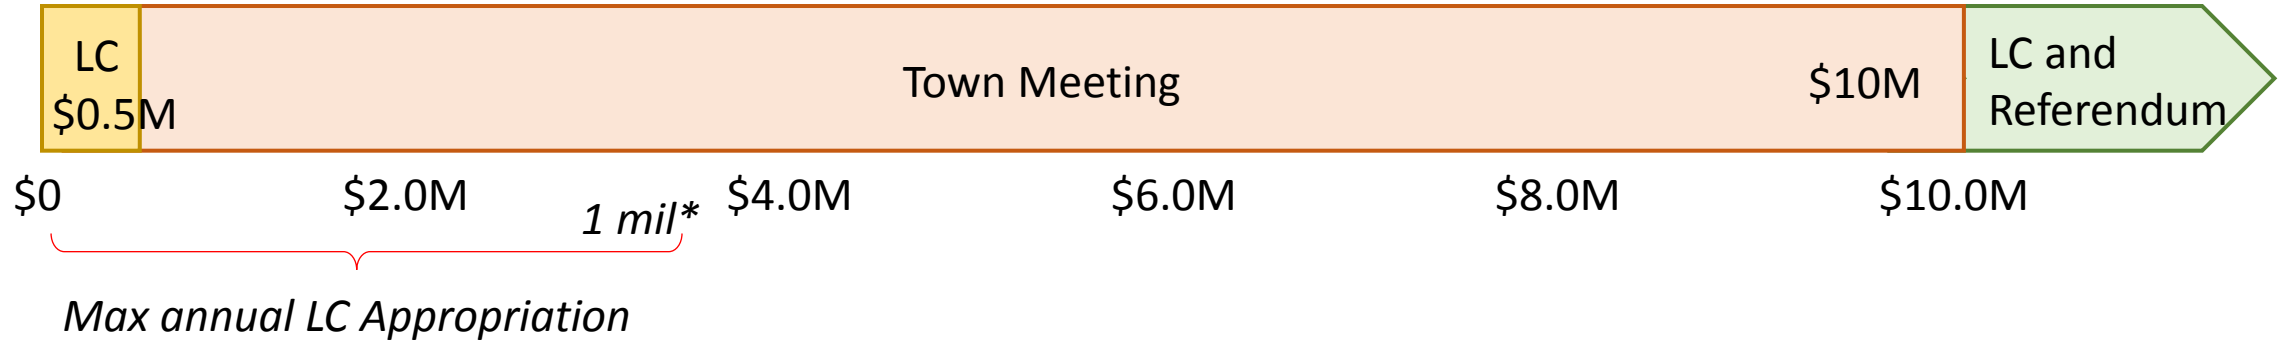 LC
$0.5M
Town Meeting
$10M
LC and
Referendum
$0
$2.0M
1 mil*
$4.0M
$6.0M
$8.0M
$10.0M
Max annual LC Appropriation